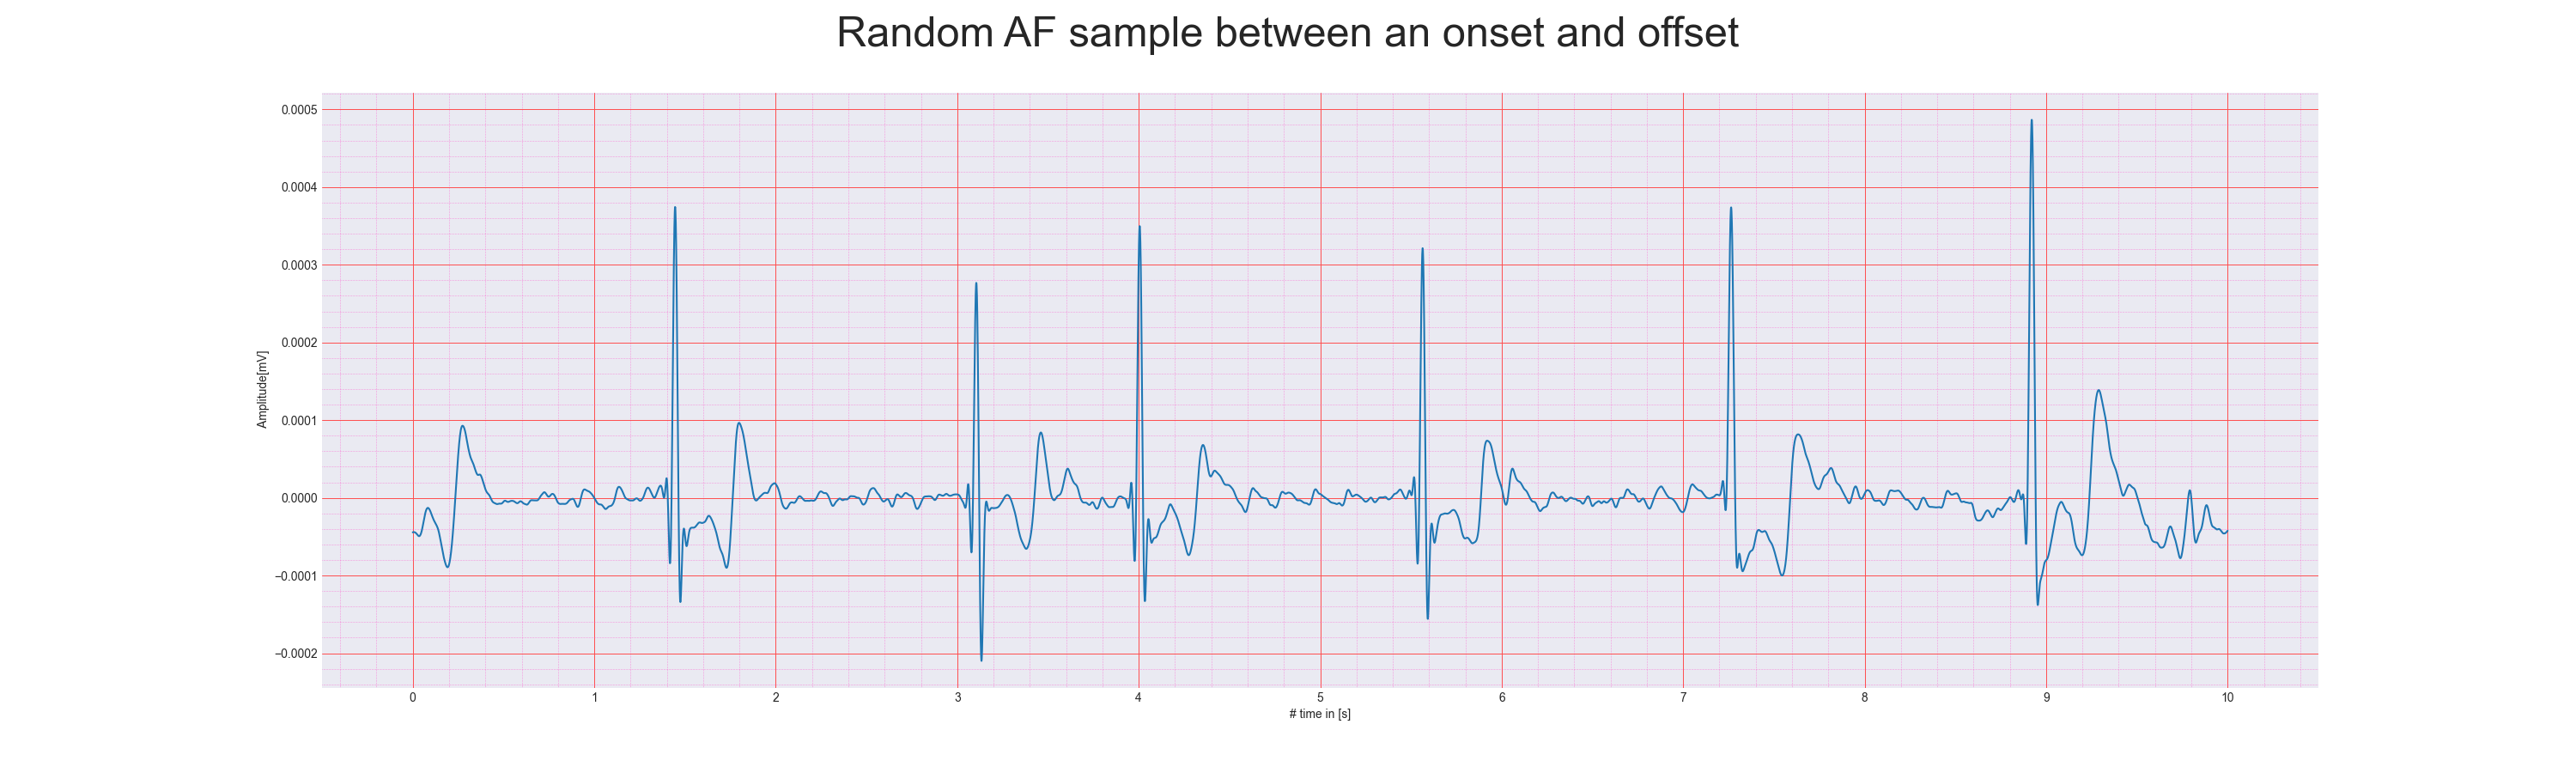 Random AF sample between an onset and offset
0.0005
0.0004
0.0003
0.0002
0.0001
0.0000
−0.0001
−0.0002
Amplitude[mV]
0 1 2 3 4 5 6 7 8 9 10
# time in [s]